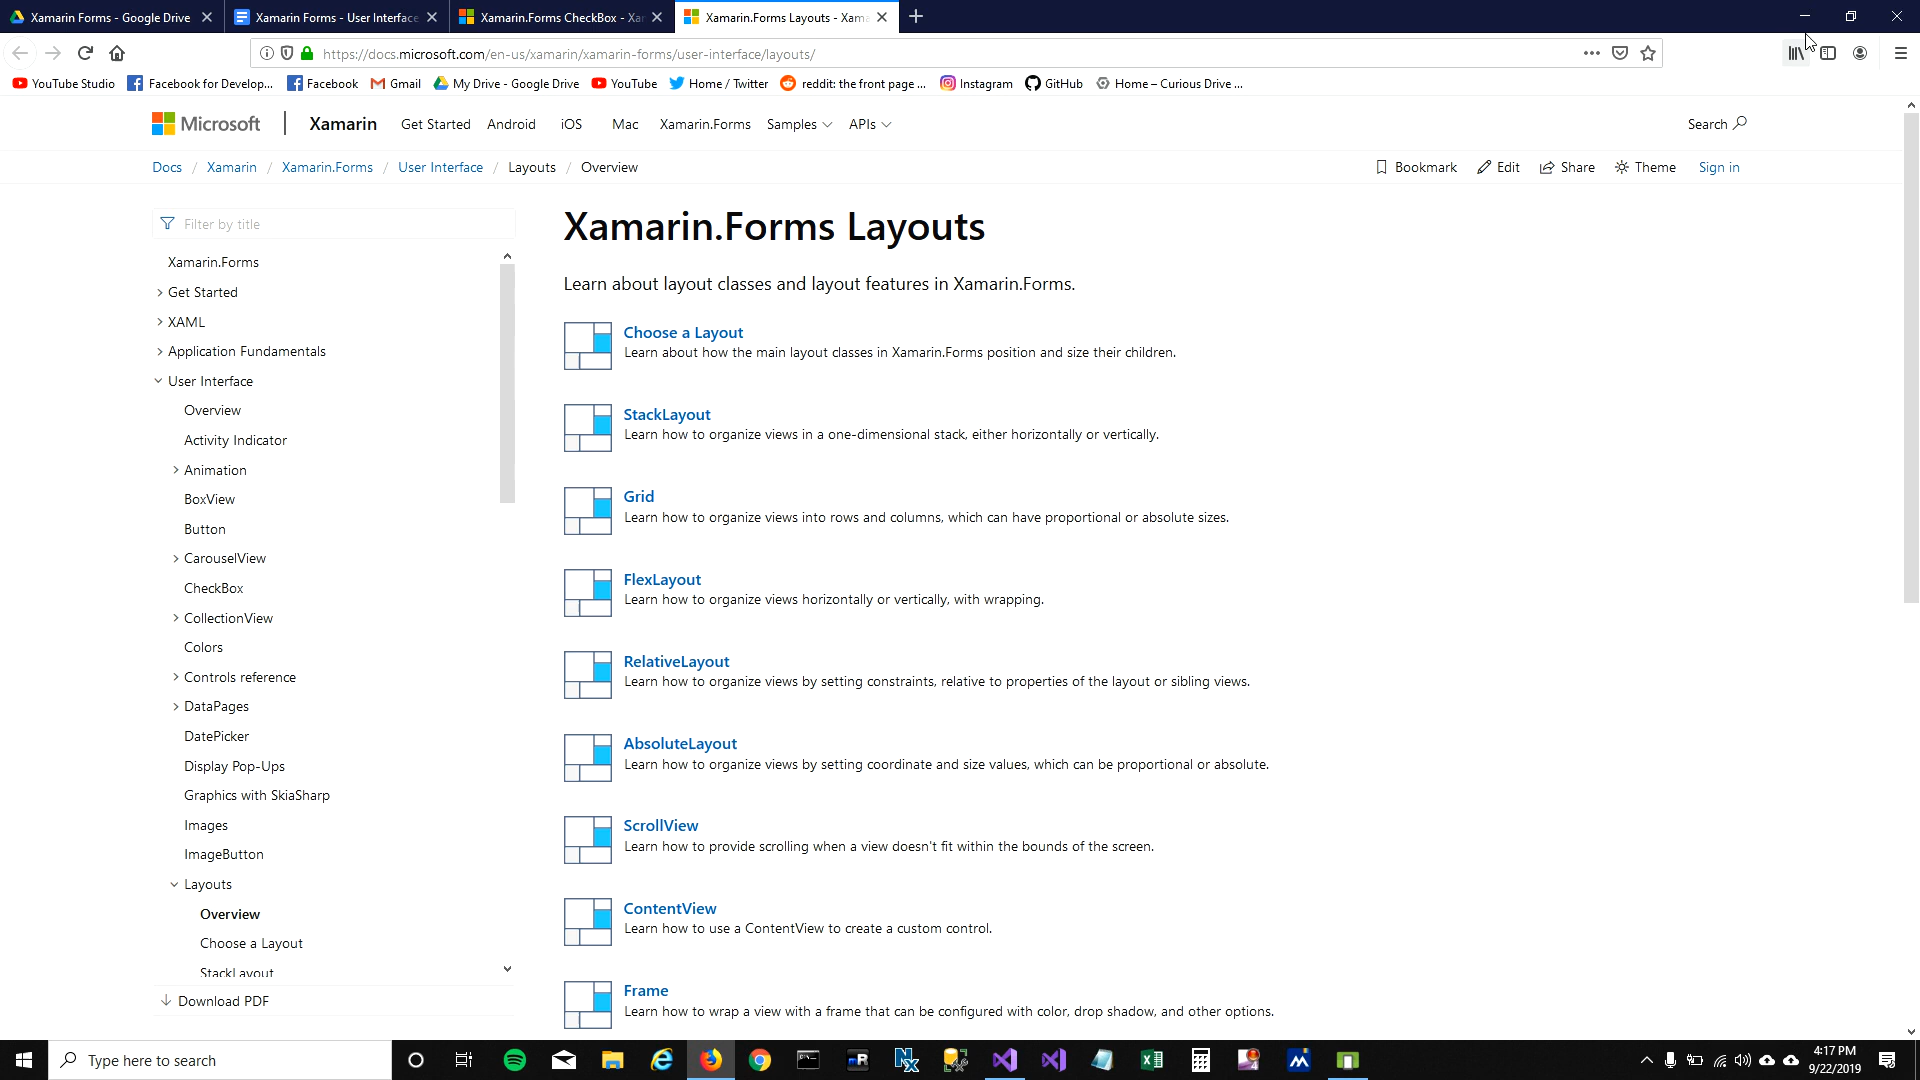 Xamarin Forms - Google Drive
Xamarin Forms - User Interface
Xamarin.Forms CheckBox - Xa
Xamarin.Forms Layouts - Xama
https://docs.microsoft.com/en-us/xamarin/xamarin-forms/user-interface/layouts/
YouTube Studio
Facebook for Develop...
Facebook
Gmail
My Drive - Google Drive
YouTube
Home / Twitter
reddit: the front page ...
Instagram
GitHub
Home – Curious Drive ...
Microsoft
Xamarin
Get Started
Android
iOS
Mac
Xamarin.Forms
Samples
APIs
Search
Docs / Xamarin / Xamarin.Forms / User Interface / Layouts / Overview
Bookmark
Edit
Share
Theme
Sign in
Filter by title
Xamarin.Forms
Get Started
XAML
Application Fundamentals
User Interface
Overview
Activity Indicator
Animation
BoxView
Button
CarouselView
CheckBox
CollectionView
Colors
Controls reference
DataPages
DatePicker
Display Pop-Ups
Graphics with SkiaSharp
Images
ImageButton
Layouts
Overview
Choose a Layout
StackLayout
Download PDF
Xamarin.Forms Layouts
Learn about layout classes and layout features in Xamarin.Forms.
Choose a Layout
Learn about how the main layout classes in Xamarin.Forms position and size their children.
StackLayout
Learn how to organize views in a one-dimensional stack, either horizontally or vertically.
Grid
Learn how to organize views into rows and columns, which can have proportional or absolute sizes.
FlexLayout
Learn how to organize views horizontally or vertically, with wrapping.
RelativeLayout
Learn how to organize views by setting constraints, relative to properties of the layout or sibling views.
AbsoluteLayout
Learn how to organize views by setting coordinate and size values, which can be proportional or absolute.
ScrollView
Learn how to provide scrolling when a view doesn't fit within the bounds of the screen.
ContentView
Learn how to use a ContentView to create a custom control.
Frame
Learn how to wrap a view with a frame that can be configured with color, drop shadow, and other options.
Type here to search
4:17 PM
9/22/2019